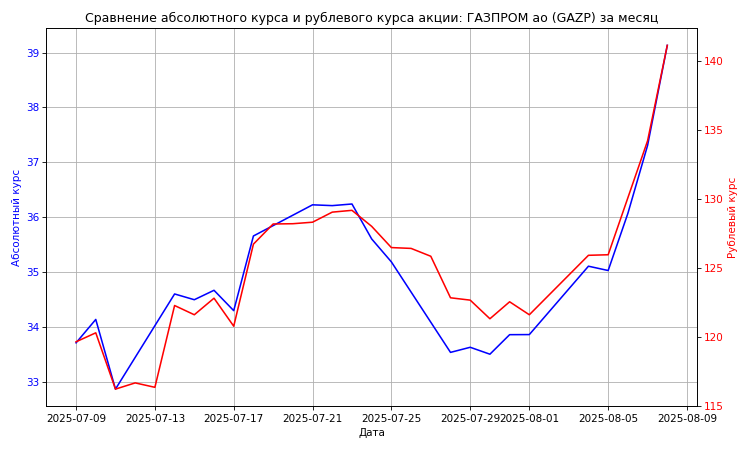 Сравнение абсолютного курса и рублевого курса акции: ГАЗПРОМ ао (GAZP) за месяц
39
38
37
36
35
34
33
Абсолютный курс
140
135
130
125
120
115
Рублевый курс
2025-07-09 2025-07-13 2025-07-17 2025-07-21 2025-07-25 2025-07-29 2025-08-01 2025-08-05 2025-08-09
Дата